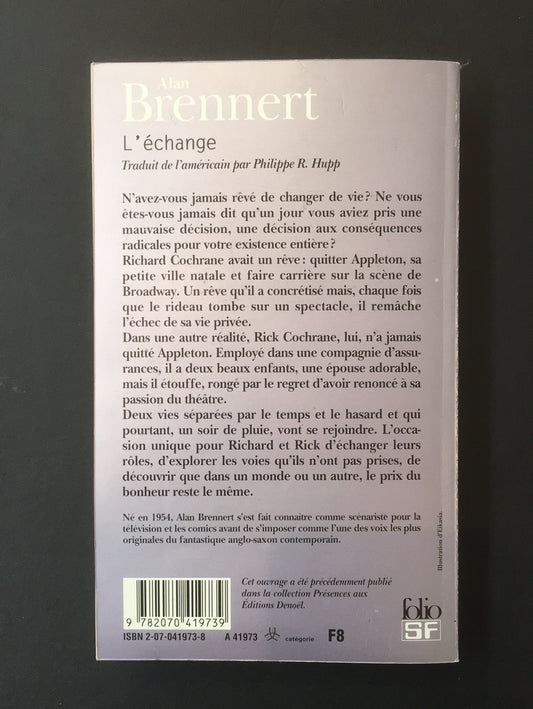 Alan
Brennert
L'échange
Traduit de l'américain par Philippe R. Hupp
N'avez-vous jamais rêvé de changer de vie ? Ne vous
êtes-vous jamais dit qu'un jour vous aviez pris une
mauvaise décision, une décision aux conséquences
radicales pour votre existence entière ?
Richard Cochrane avait un rêve : quitter Appleton, sa
petite ville natale et faire carrière sur la scène de
Broadway. Un rêve qu'il a concrétisé mais, chaque fois
que le rideau tombe sur un spectacle, il remâche
l'échec de sa vie privée.
Dans une autre réalité, Rick Cochrane, lui, n'a jamais
quitté Appleton. Employé dans une compagnie d'assu-
rances, il a deux beaux enfants, une épouse adorable,
mais il étouffe, rongé par le regret d'avoir renoncé à sa
passion du théâtre.
Deux vies séparées par le temps et le hasard et qui
pourtant, un soir de pluie, vont se rejoindre. L'occa-
sion unique pour Richard et Rick d'échanger leurs
rôles, d'explorer les voies qu'ils n'ont pas prises, de
découvrir que dans un monde ou un autre, le prix du
bonheur reste le même.
Né en 1954, Alan Brennert s'est fait connaitre comme scénariste pour la
télévision et les comics avant de s'imposer comme l'une des voix les plus
originales du fantastique anglo-saxon contemporain.
Illustration d'Eikasia.
Cet ouvrage a été précédemment publié
dans la collection Présences aux
Éditions Denoël.
9 782070 419739
ISBN 2-07-041973-8 A 41973 catégorie F8
folio
SF